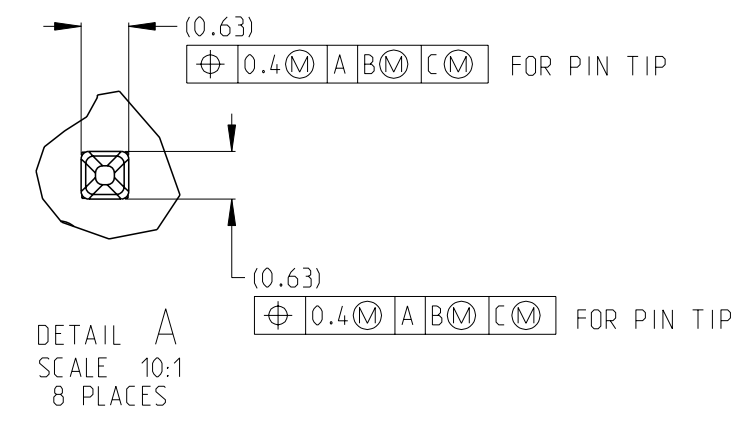 (0.63)
⌖ 0.4Ⓜ A BⓂ CⓂ FOR PIN TIP
(0.63)
⌖ 0.4Ⓜ A BⓂ CⓂ FOR PIN TIP
DETAIL A
SCALE 10:1
8 PLACES